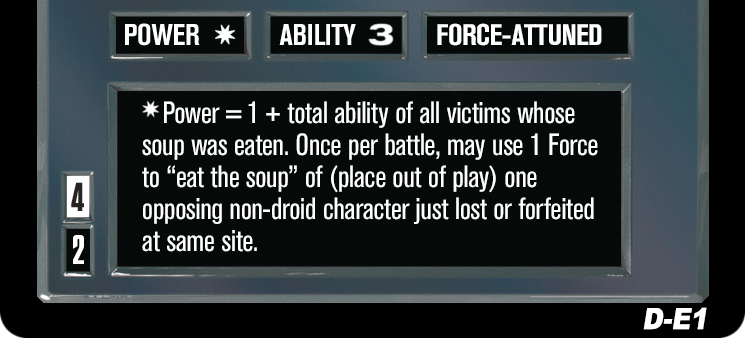 POWER ✷ ABILITY 3 FORCE-ATTUNED
✷ Power = 1 + total ability of all victims whose
soup was eaten. Once per battle, may use 1 Force
to “eat the soup” of (place out of play) one
opposing non-droid character just lost or forfeited
at same site.
4
2
D-E1